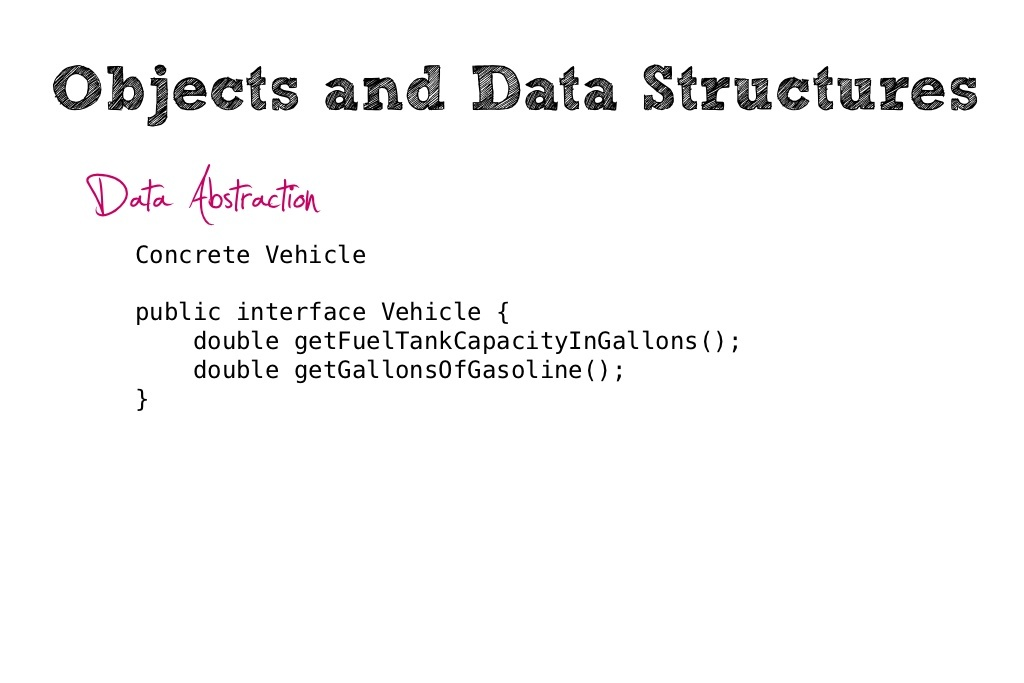 Objects and Data Structures
Data Abstraction
Concrete Vehicle
public interface Vehicle {
    double getFuelTankCapacityInGallons();
    double getGallonsOfGasoline();
}